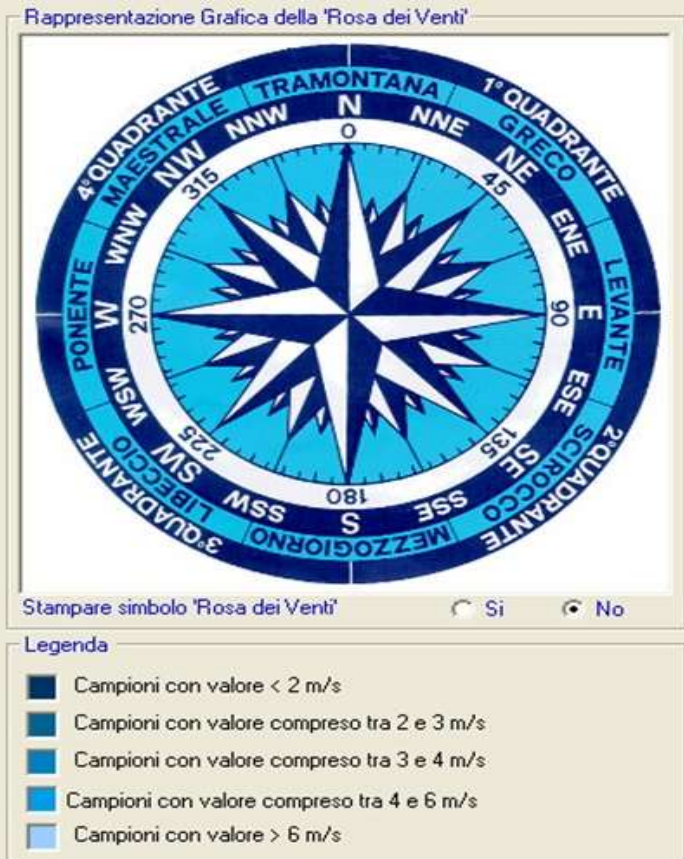 Rappresentazione Grafica della 'Rosa dei Venti'
4°QUADRANTE
1°QUADRANTE
MAESTRALE
TRAMONTANA
GRECO
NNW
N
NNE
NW
NE
0
315
45
WNW
ENE
PONENTE
W
270
90
E
LEVANTE
WSW
ESE
225
135
SW
SE
180
SSW
S
SSE
LIBECCIO
MEZZOGIORNO
SCIROCCO
3°QUADRANTE
2°QUADRANTE
Stampare simbolo 'Rosa dei Venti'
Si
No
Legenda
Campioni con valore < 2 m/s
Campioni con valore compreso tra 2 e 3 m/s
Campioni con valore compreso tra 3 e 4 m/s
Campioni con valore compreso tra 4 e 6 m/s
Campioni con valore > 6 m/s